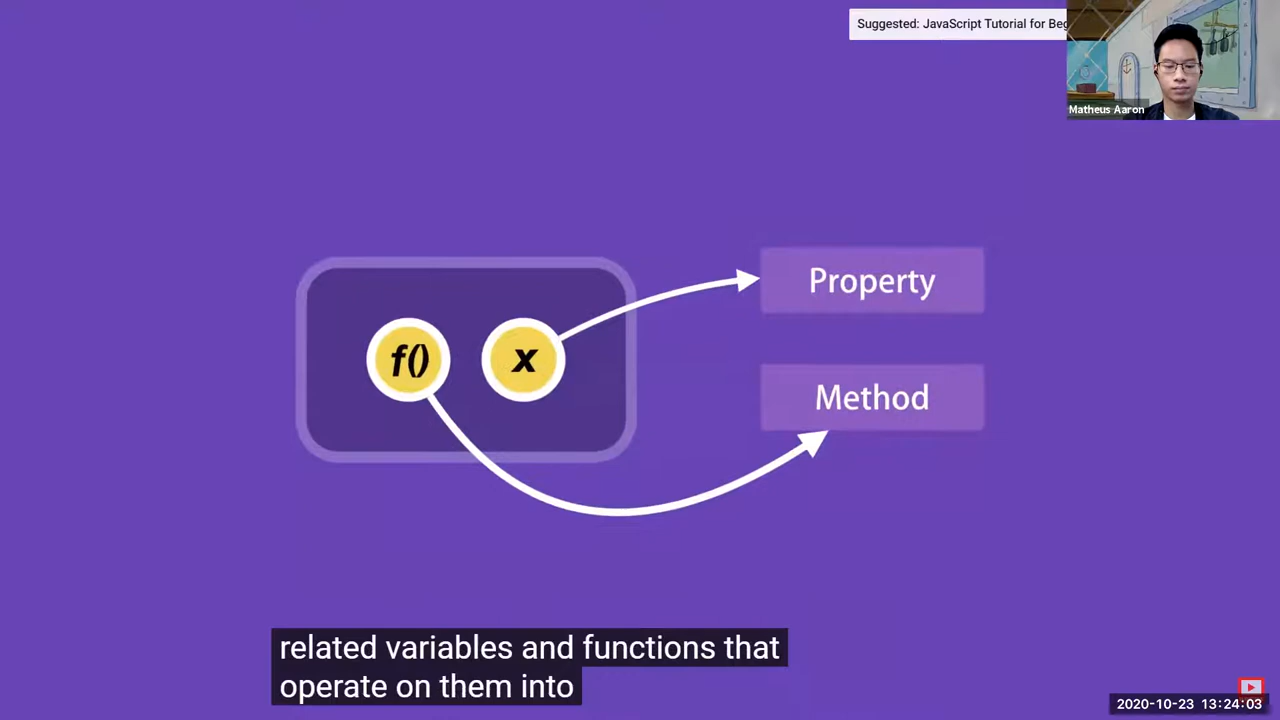 Suggested: JavaScript Tutorial for Beg
Matheus Aaron
Property
f() x
Method
related variables and functions that
operate on them into
2020-10-23 13:24:03